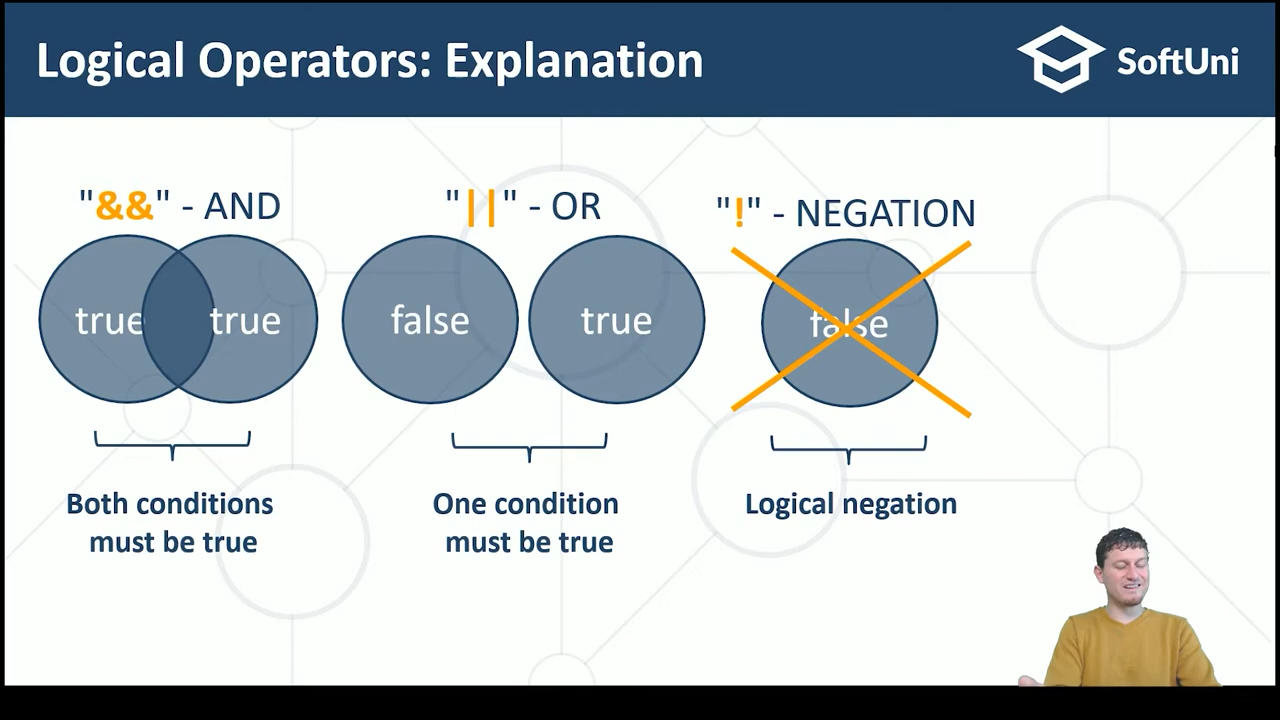 Logical Operators: Explanation
SoftUni
"&&" - AND
"||" - OR
"!" - NEGATION
true
true
false
true
false
Both conditions
must be true
One condition
must be true
Logical negation